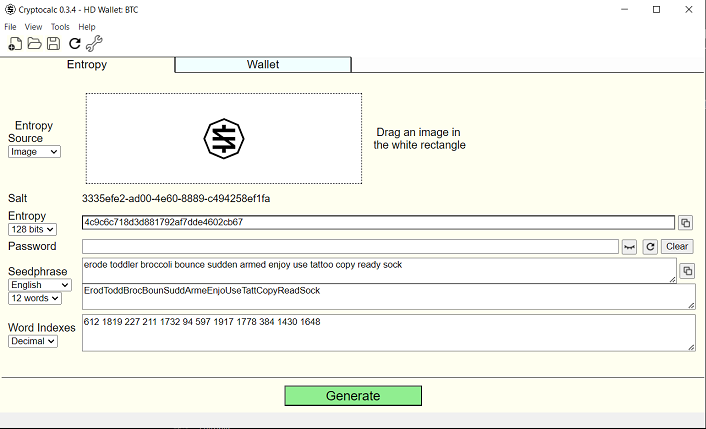 Cryptocalc 0.3.4 - HD Wallet: BTC
File View Tools Help
Entropy Wallet
Entropy
Source
Image
Drag an image in
the white rectangle
Salt 3335efe2-ad00-4e60-8889-c494258ef1fa
Entropy
128 bits
4c9c6c718d3d881792af7dde4602cb67
Password
Clear
Seedphrase
English
12 words
erode toddler broccoli bounce sudden armed enjoy use tattoo copy ready sock
ErodToddBrocBounSuddArmeEnjoUseTattCopyReadSock
Word Indexes
Decimal
612 1819 227 211 1732 94 597 1917 1778 384 1430 1648
Generate